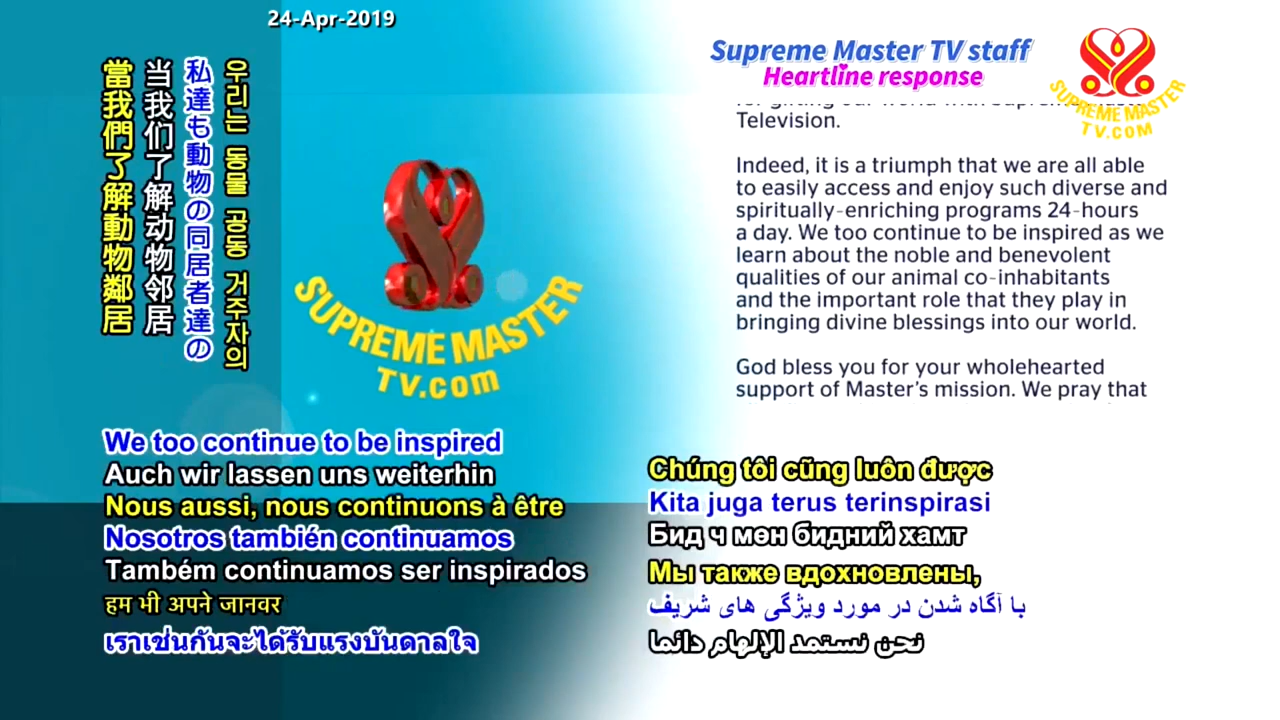 24-Apr-2019
Supreme Master TV staff
Heartline response
SUPREME MASTER
TV.COM
Television.
Indeed, it is a triumph that we are all able
to easily access and enjoy such diverse and
spiritually-enriching programs 24-hours
a day. We too continue to be inspired as we
learn about the noble and benevolent
qualities of our animal co-inhabitants
and the important role that they play in
bringing divine blessings into our world.
God bless you for your wholehearted
support of Master's mission. We pray that
우리는 동물 공동 거주자의
私達も動物の同居者達の
当我们了解动物邻居
當我們了解動物鄰居
SUPREME MASTER
TV.com
We too continue to be inspired
Auch wir lassen uns weiterhin
Nous aussi, nous continuons à être
Nosotros también continuamos
Também continuamos ser inspirados
हम भी अपने जानवर
เราเช่นกันจะได้รับแรงบันดาลใจ
Chúng tôi cũng luôn được
Kita juga terus terinspirasi
Бид ч мөн бидний хамт
Мы также вдохновлены,
با آگاه شدن در مورد ویژگی های شریف
نحن نستمد الإلهام دائما